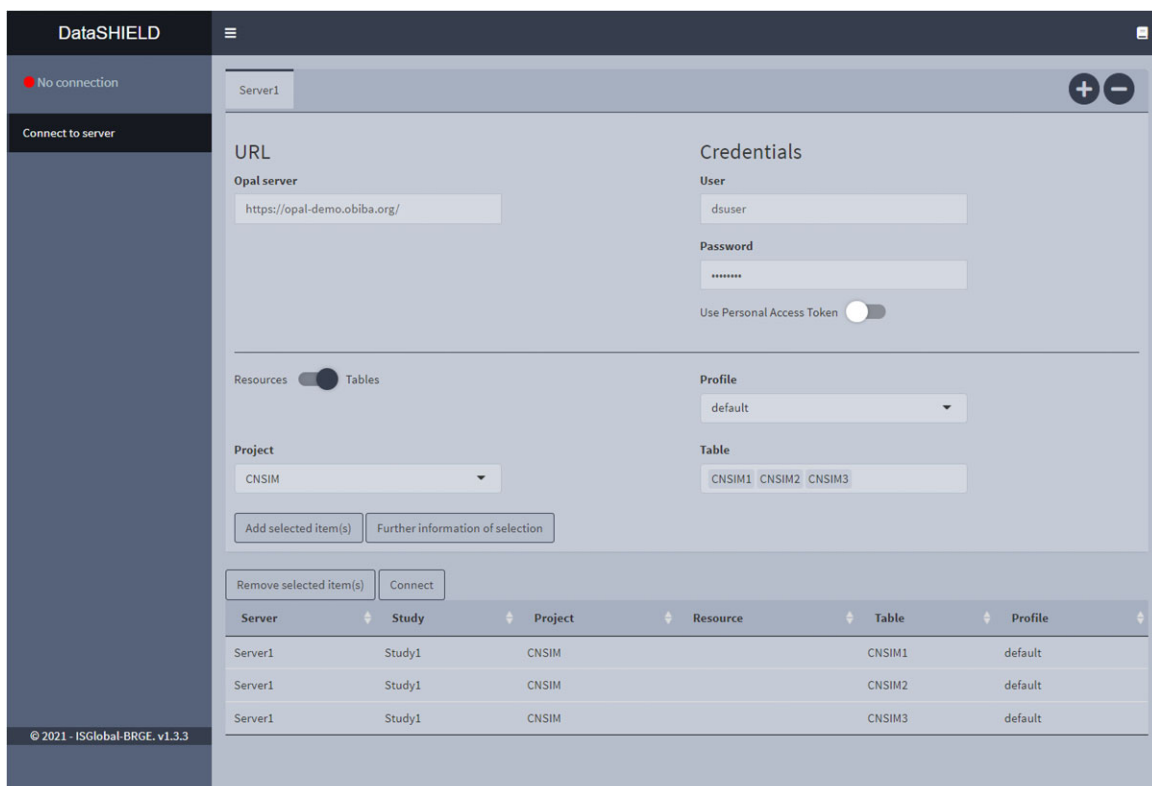 DataSHIELD
No connection
Connect to server
Server1
URL
Credentials
Opal server
User
https://opal-demo.obiba.org/
dsuser
Password
••••••••
Use Personal Access Token
Resources Tables
Profile
default
Project
Table
CNSIM
CNSIM1 CNSIM2 CNSIM3
Add selected item(s) Further information of selection
Remove selected item(s) Connect
Server Study Project Resource Table Profile
Server1 Study1 CNSIM CNSIM1 default
Server1 Study1 CNSIM CNSIM2 default
Server1 Study1 CNSIM CNSIM3 default
© 2021 - ISGlobal-BRGE. v1.3.3